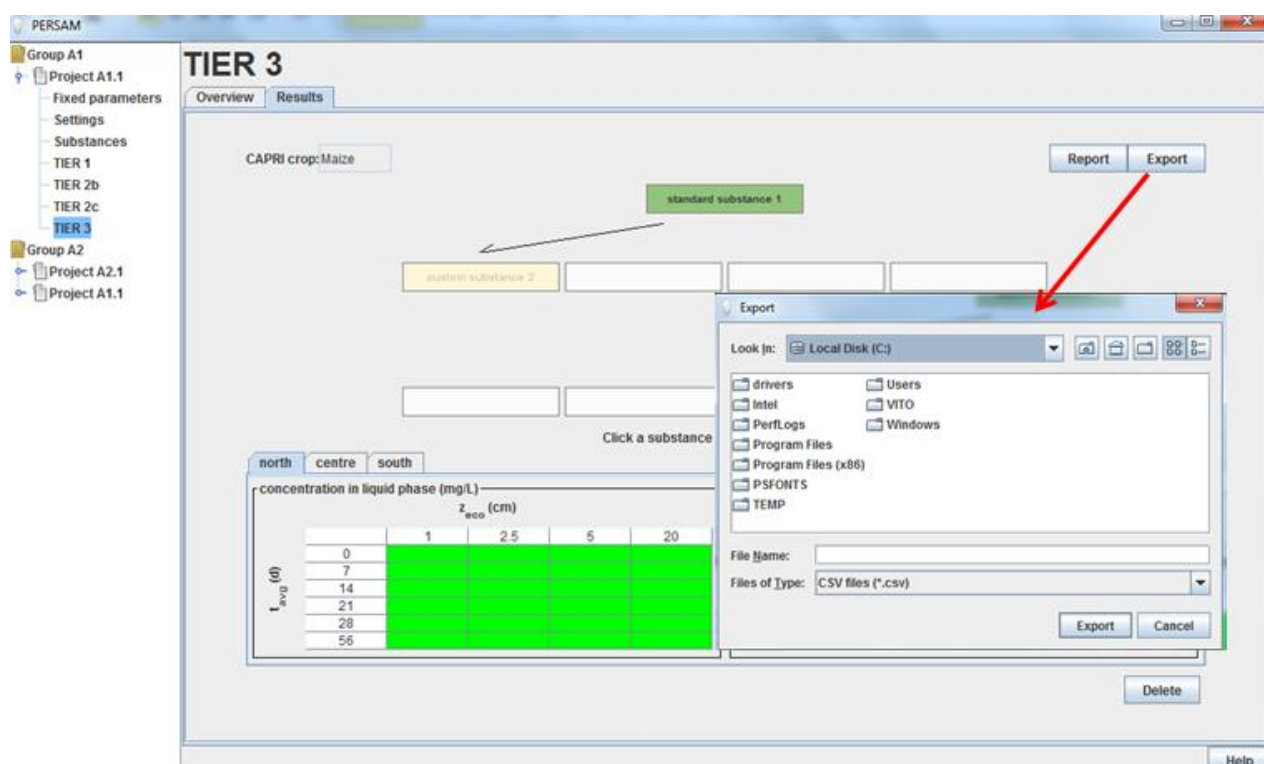 PERSAM
Group A1
Project A1.1
Fixed parameters
Settings
Substances
TIER 1
TIER 2b
TIER 2c
TIER 3
Group A2
Project A2.1
Project A1.1
TIER 3
Overview Results
CAPRI crop: Maize
Report Export
standard substance 1
custom substance 2
Click a substance
north centre south
concentration in liquid phase (mg/L)
zeco (cm)
1 2.5 5 20
tavg (d)
0
7
14
21
28
56
Export
Look In: Local Disk (C:)
drivers Users
Intel VITO
PerfLogs Windows
Program Files
Program Files (x86)
PSFONTS
TEMP
File Name:
Files of Type: CSV files (*.csv)
Export Cancel
Delete
Help